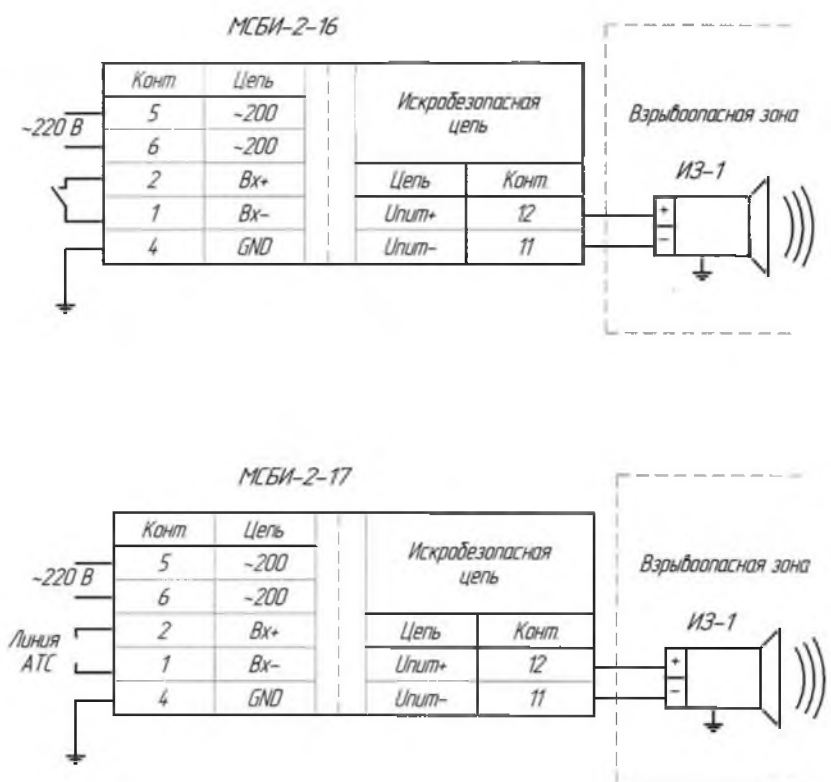 МСБИ-2-16
Конт Цепь
Искробезопасная
цепь
~220 В
5 ~200
6 ~200
2 Вх+
1 Вх-
4 GND
Цепь Конт.
Uпит+ 12
Uпит- 11
Взрывоопасная зона
ИЗ-1
+
-
МСБИ-2-17
Конт Цепь
Искробезопасная
цепь
~220 В
5 ~200
6 ~200
Линия
АТС
2 Вх+
1 Вх-
4 GND
Цепь Конт.
Uпит+ 12
Uпит- 11
Взрывоопасная зона
ИЗ-1
+
-